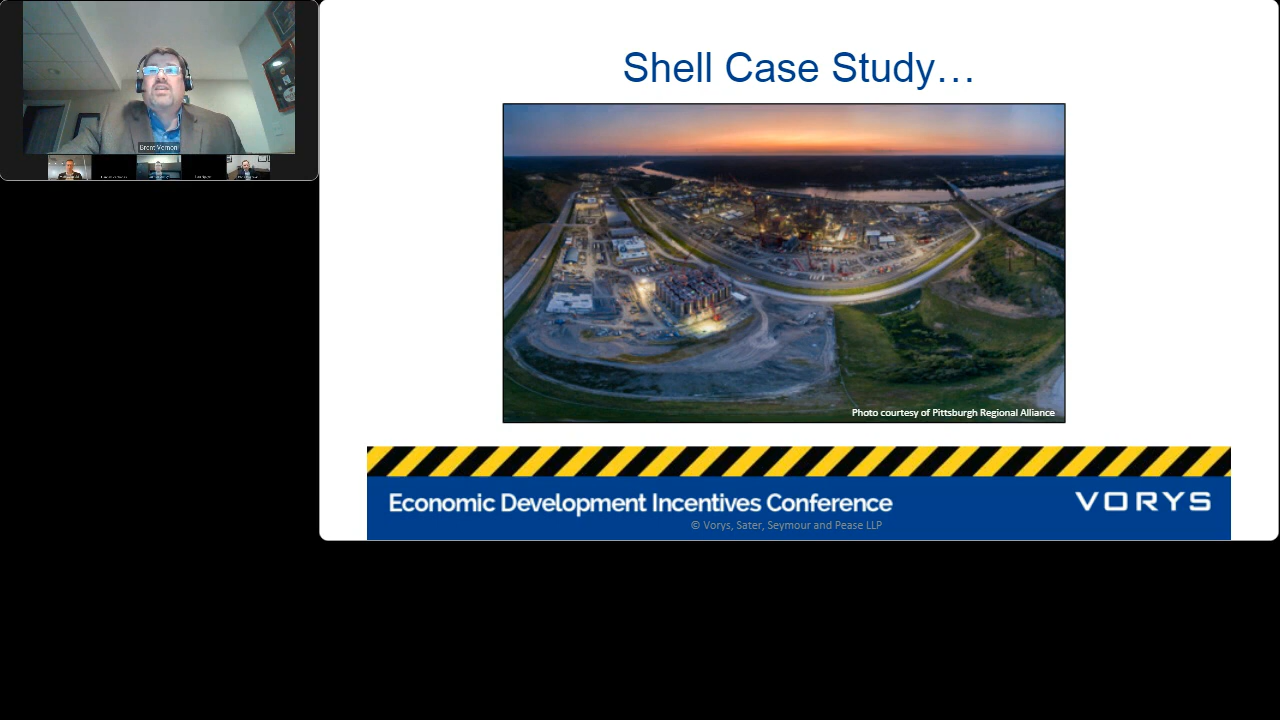 Brent Vernon
Shell Case Study…
Photo courtesy of Pittsburgh Regional Alliance
Economic Development Incentives Conference
VORYS
© Vorys, Sater, Seymour and Pease LLP